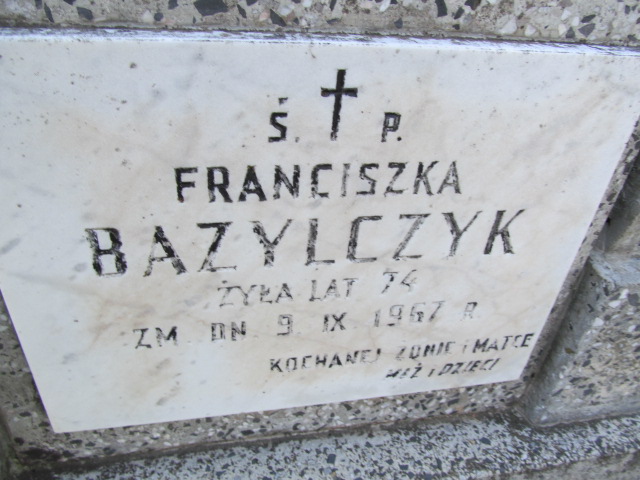 Ś. P.
FRANCISZKA
BAZYLCZYK
ŻYŁA LAT 74
ZM DN 9 IX 1967 R
KOCHANEJ ŻONIE I MATCE
MĄŻ I DZIECI